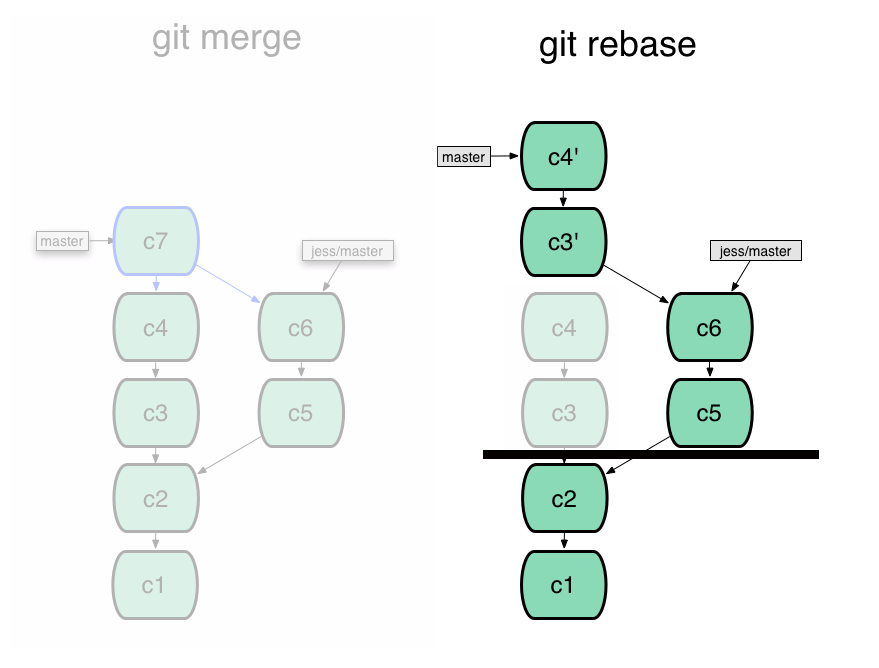 git merge
master
c7
jess/master
c4
c6
c3
c5
c2
c1
git rebase
master
c4'
c3'
jess/master
c4
c6
c3
c5
c2
c1